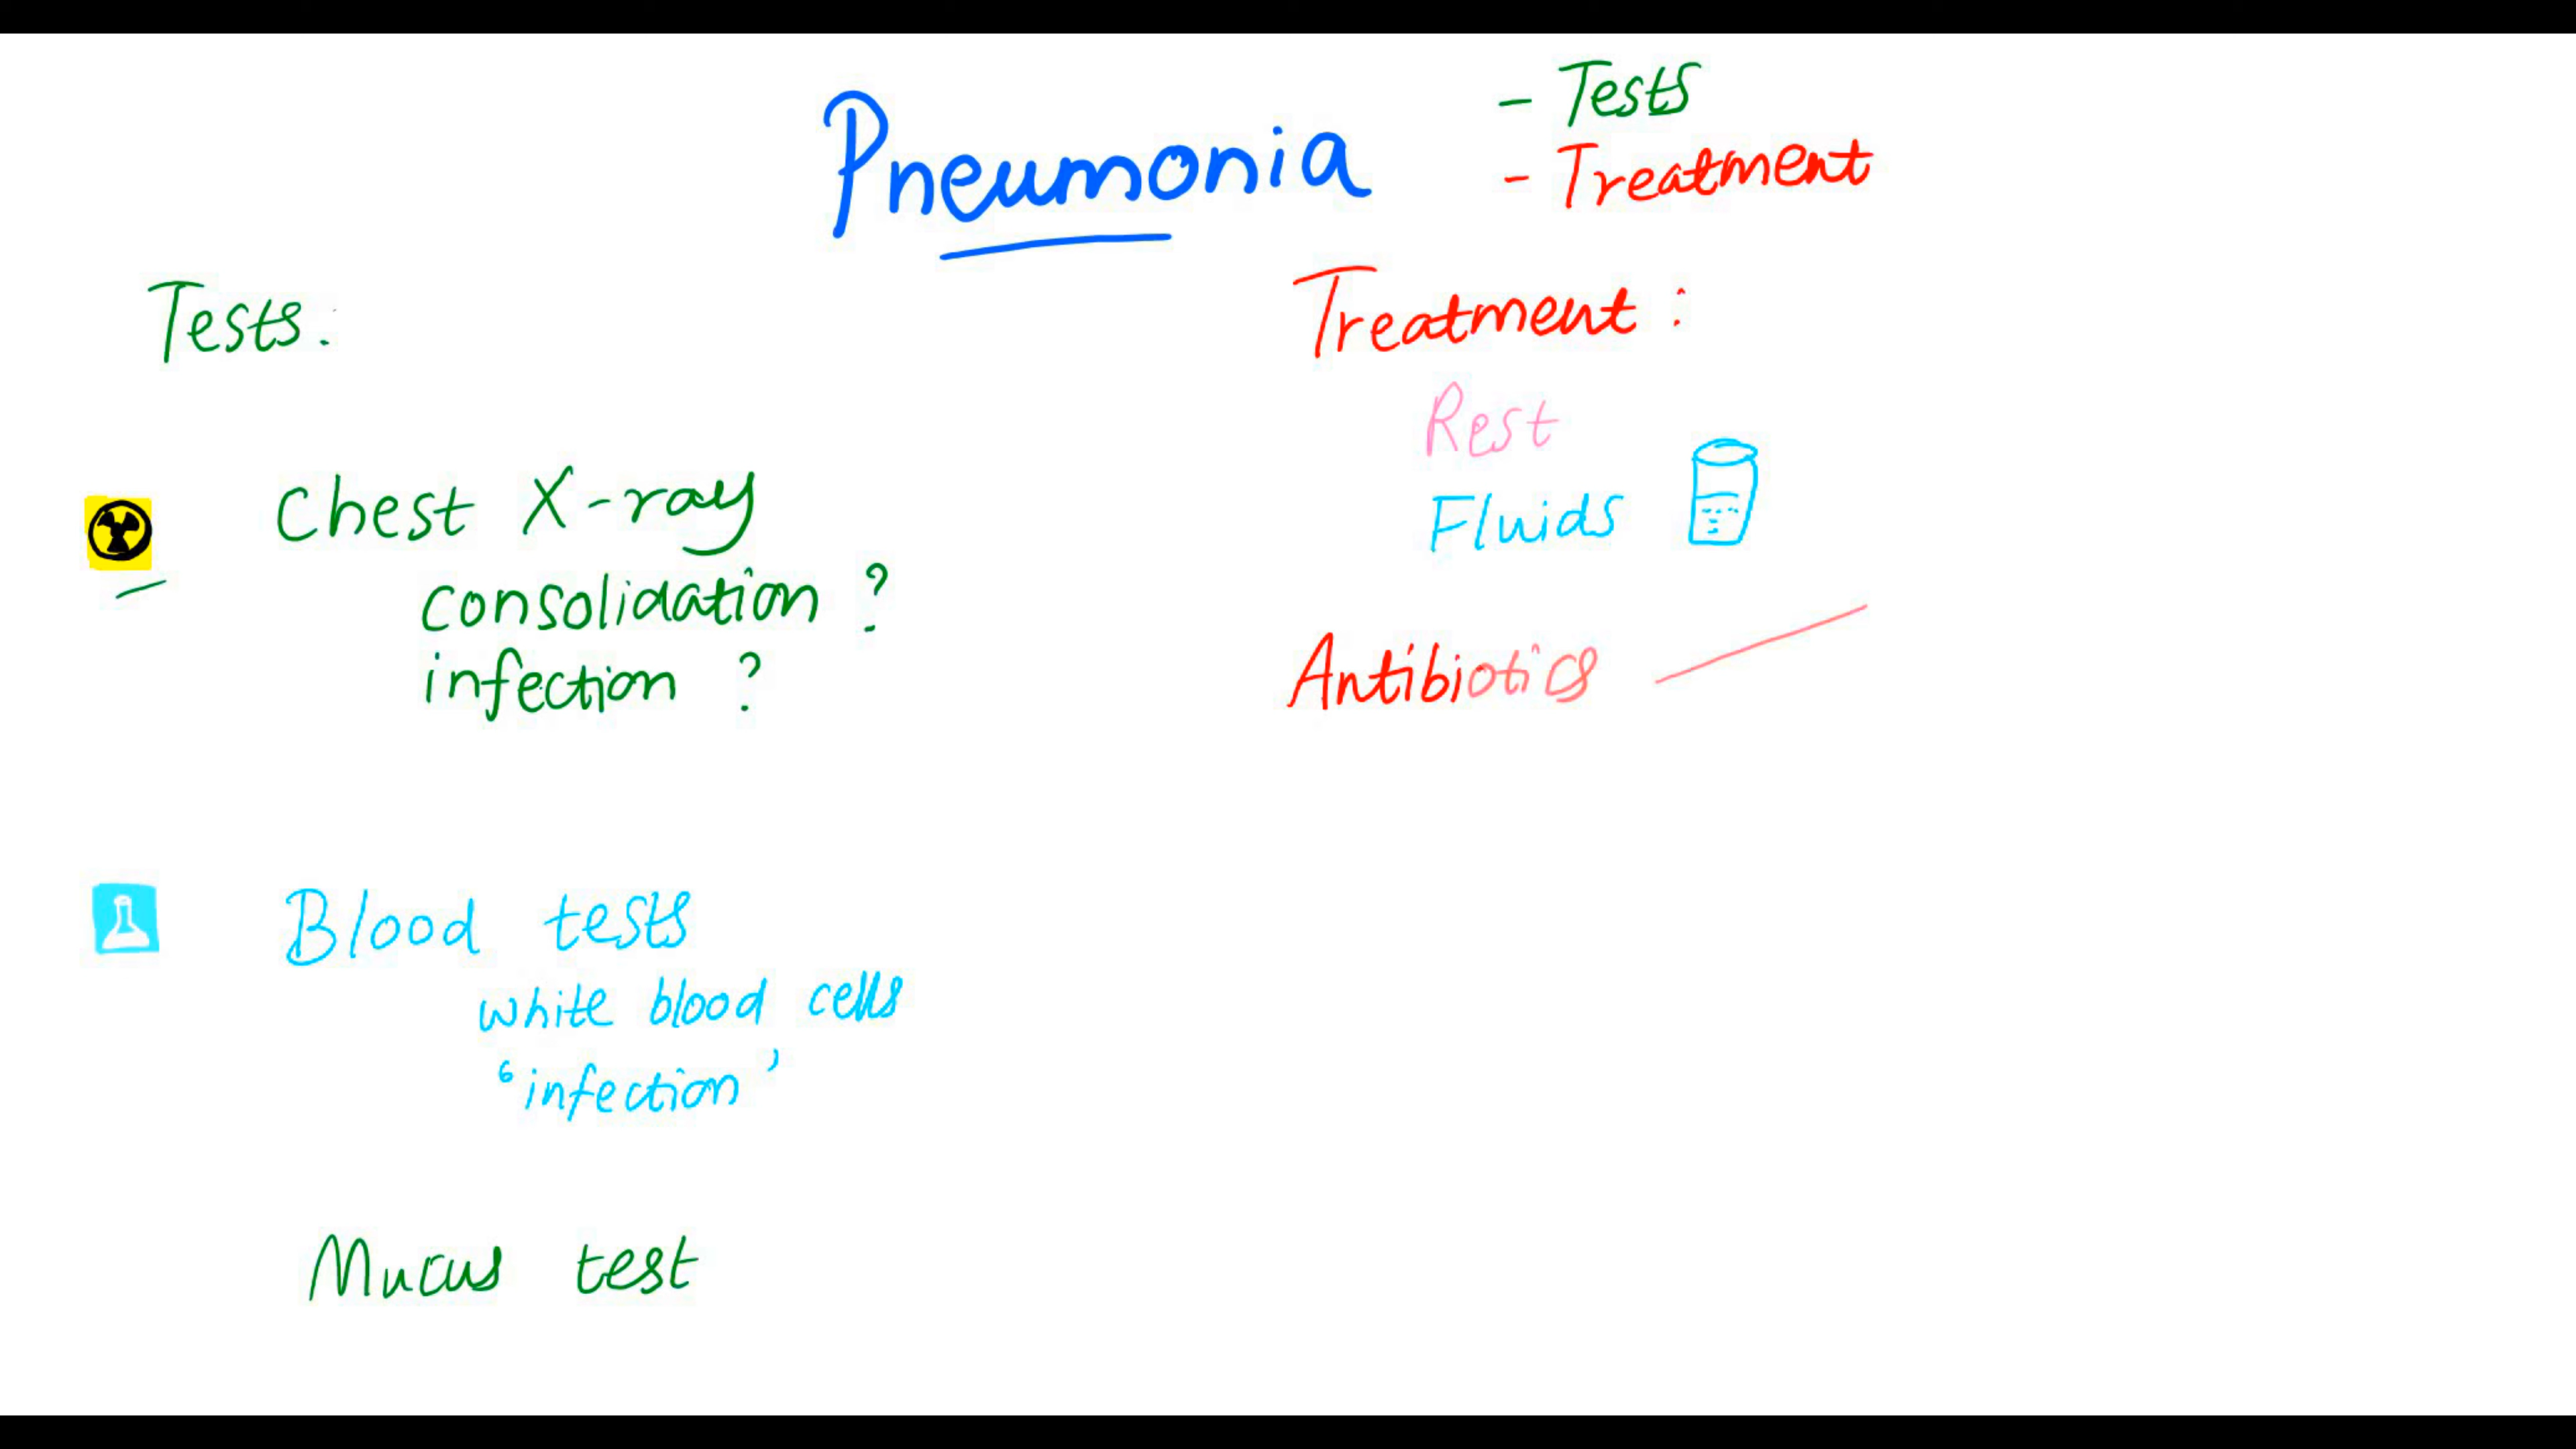 Pneumonia
- Tests
- Treatment
Tests:
Chest X-ray
consolidation ?
infection ?
Blood tests
white blood cells
'infection'
Mucus test
Treatment:
Rest
Fluids
Antibiotics